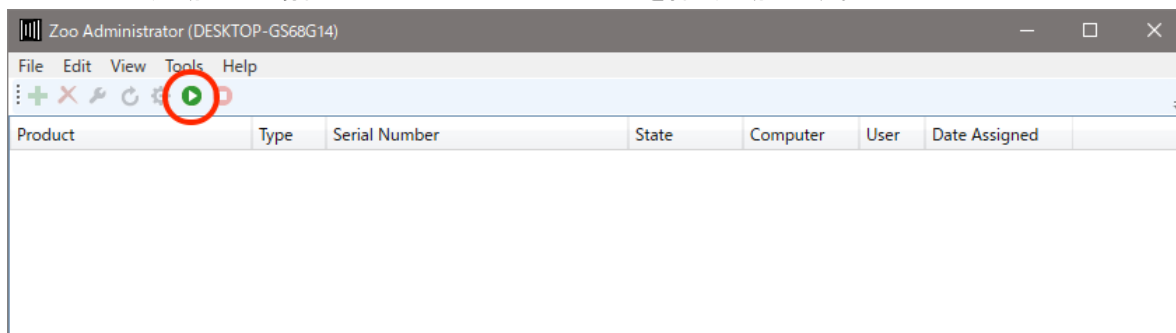 Zoo Administrator (DESKTOP-GS68G14)
File Edit View Tools Help
Product Type Serial Number State Computer User Date Assigned